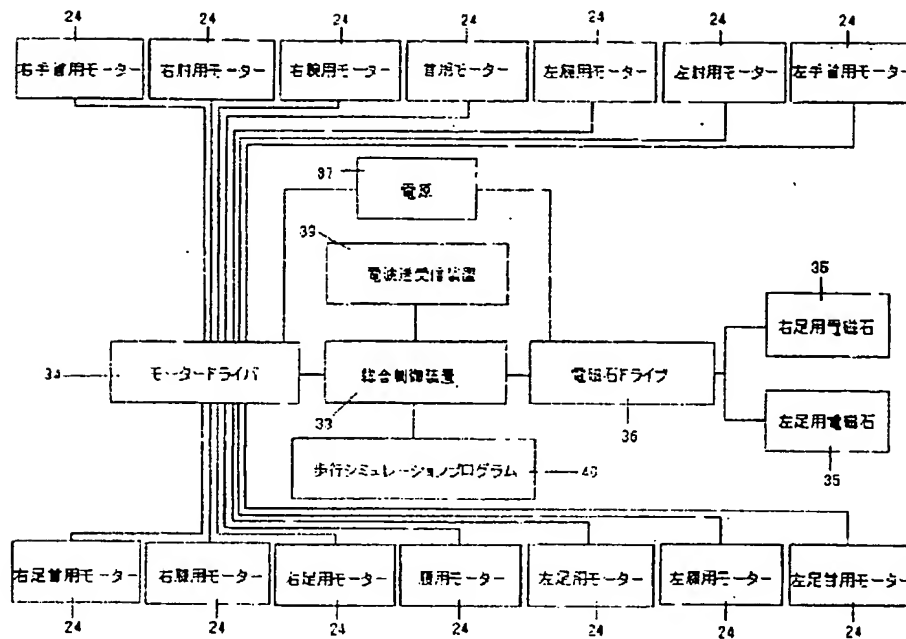 24 24 24 24 24 24 24
右手首用モーター 右肘用モーター 右腕用モーター 首用モーター 左腕用モーター 左肘用モーター 左手首用モーター
37
電源
39
電波送受信装置
35
右足用電磁石
34
モータードライバ 総合制御装置 電磁石ドライブ
33
36
左足用電磁石
35
歩行シミュレーションプログラム
40
右足首用モーター 用モーター 右足用モーター 用モーター 左足用モーター 用モーター 左足首用モーター
24 24 24 24 24 24 24